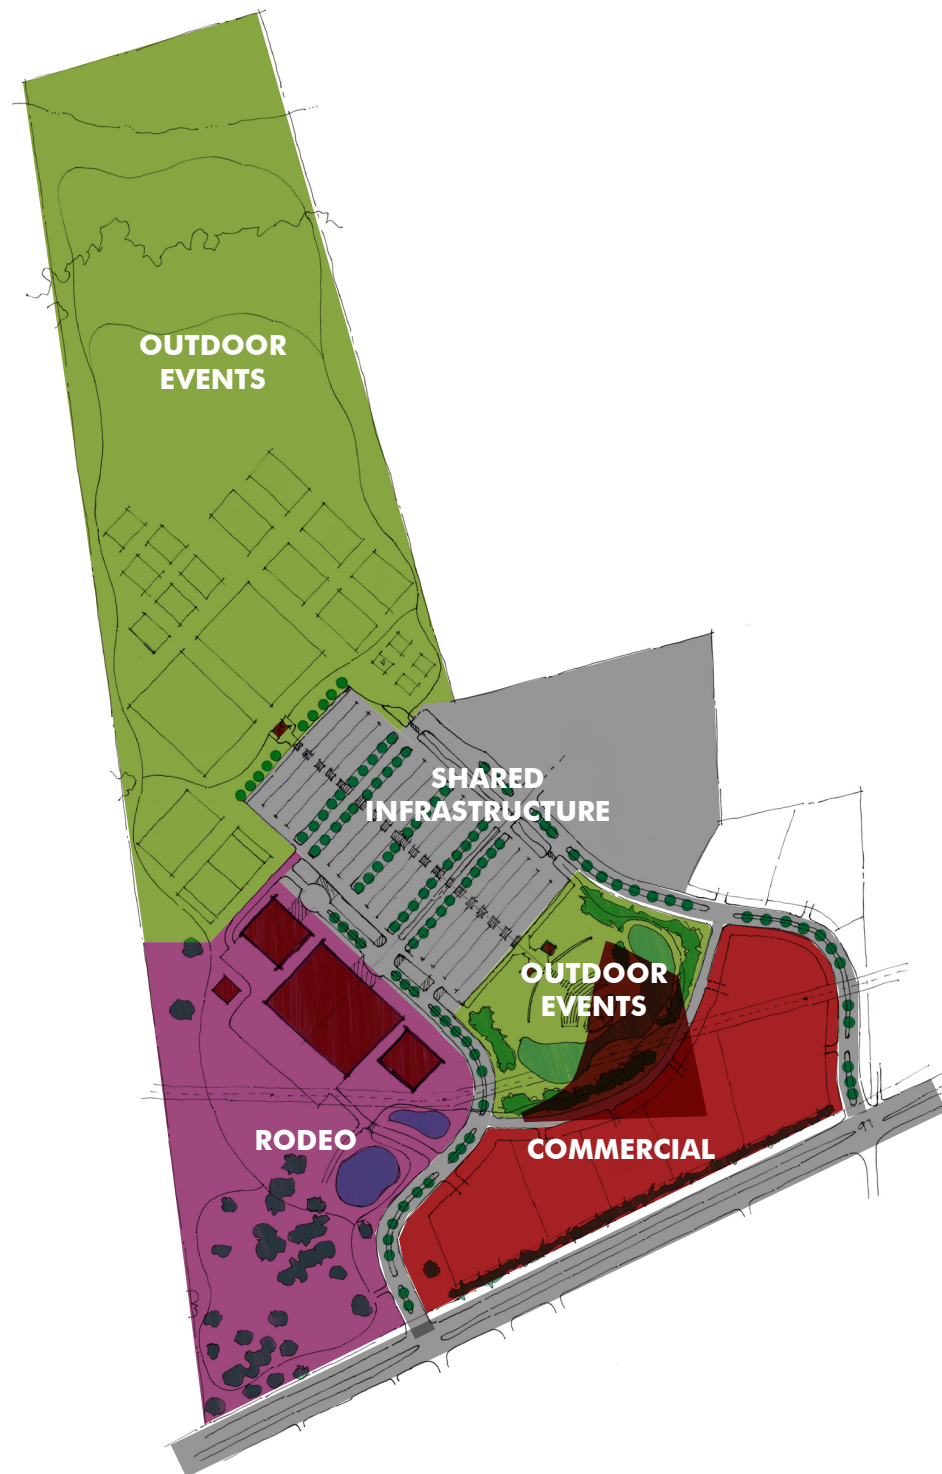 OUTDOOR
EVENTS
SHARED
INFRASTRUCTURE
OUTDOOR
EVENTS
RODEO
COMMERCIAL